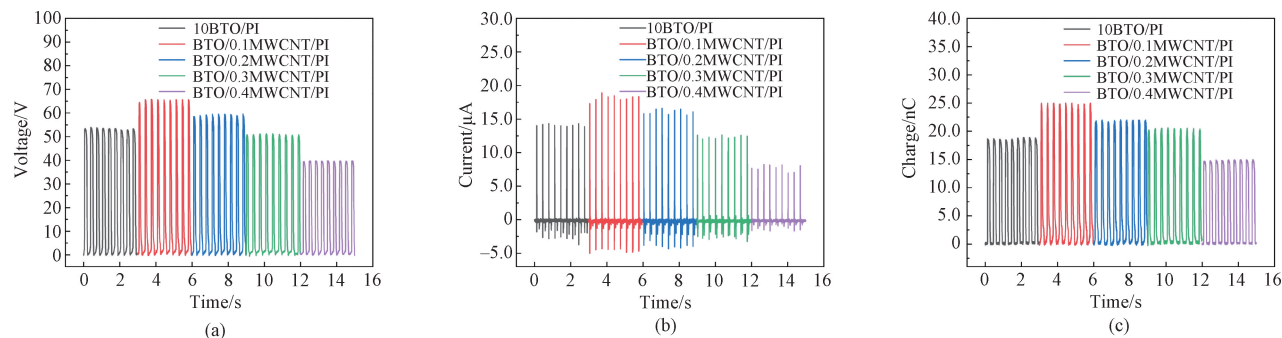 100
90
80
70
60
50
40
30
20
10
0
Voltage/V
10BTO/PI
BTO/0.1MWCNT/PI
BTO/0.2MWCNT/PI
BTO/0.3MWCNT/PI
BTO/0.4MWCNT/PI
0 2 4 6 8 10 12 14 16
Time/s
(a)
30.0
25.0
20.0
15.0
10.0
5.0
0
−5.0
Current/μA
10BTO/PI
BTO/0.1MWCNT/PI
BTO/0.2MWCNT/PI
BTO/0.3MWCNT/PI
BTO/0.4MWCNT/PI
0 2 4 6 8 10 12 14 16
Time/s
(b)
40.0
35.0
30.0
25.0
20.0
15.0
10.0
5.0
0
Charge/nC
10BTO/PI
BTO/0.1MWCNT/PI
BTO/0.2MWCNT/PI
BTO/0.3MWCNT/PI
BTO/0.4MWCNT/PI
0 2 4 6 8 10 12 14 16
Time/s
(c)